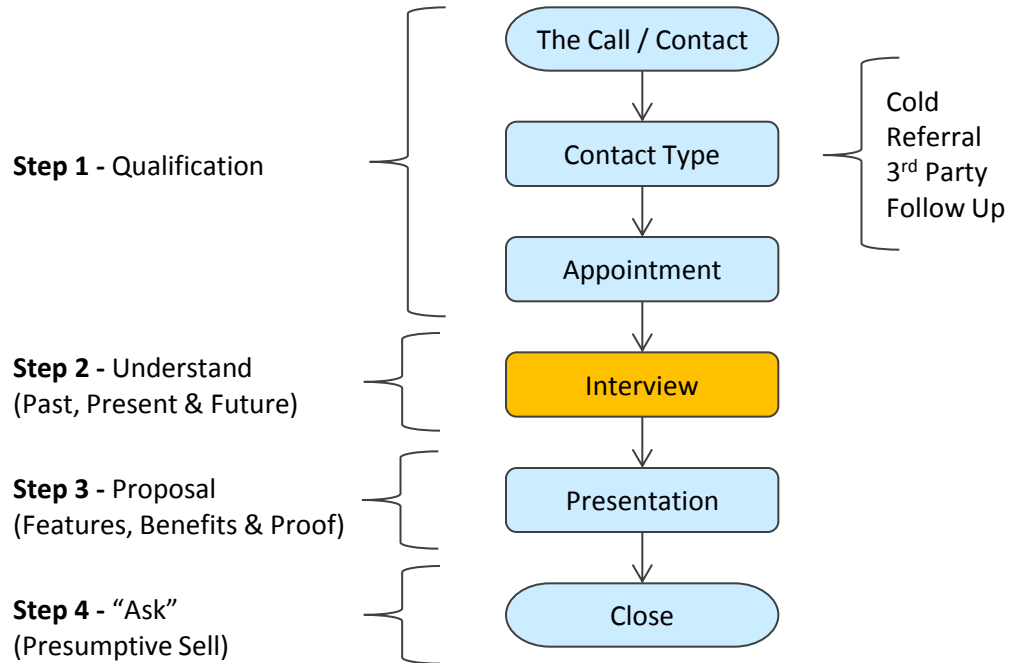 The Call / Contact
Step 1 - Qualification
Contact Type
Cold
Referral
3rd Party
Follow Up
Appointment
Step 2 - Understand
(Past, Present & Future)
Interview
Step 3 - Proposal
(Features, Benefits & Proof)
Presentation
Step 4 - “Ask”
(Presumptive Sell)
Close